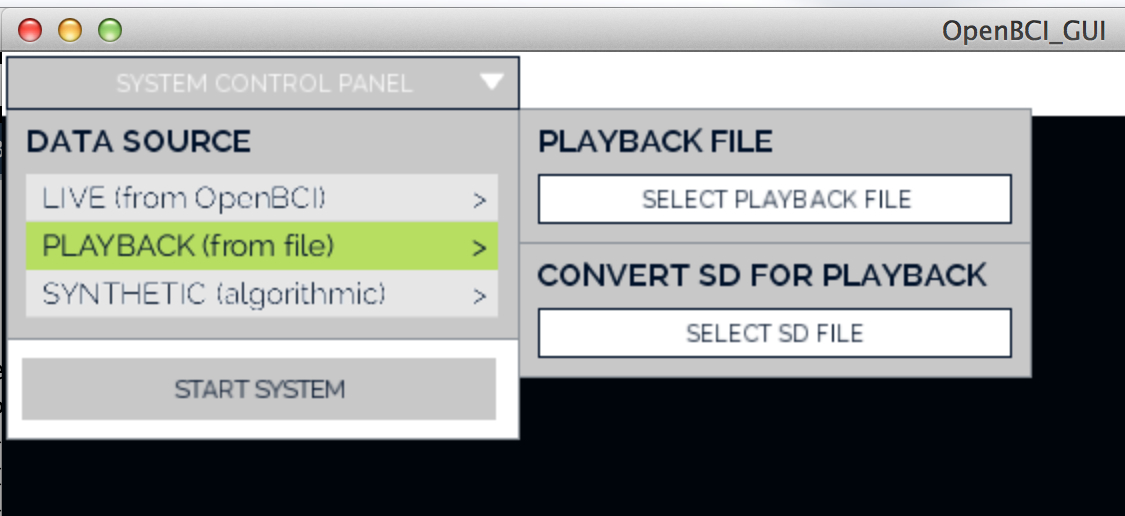 OpenBCI_GUI
SYSTEM CONTROL PANEL
DATA SOURCE
LIVE (from OpenBCI) >
PLAYBACK (from file) >
SYNTHETIC (algorithmic) >
START SYSTEM
PLAYBACK FILE
SELECT PLAYBACK FILE
CONVERT SD FOR PLAYBACK
SELECT SD FILE